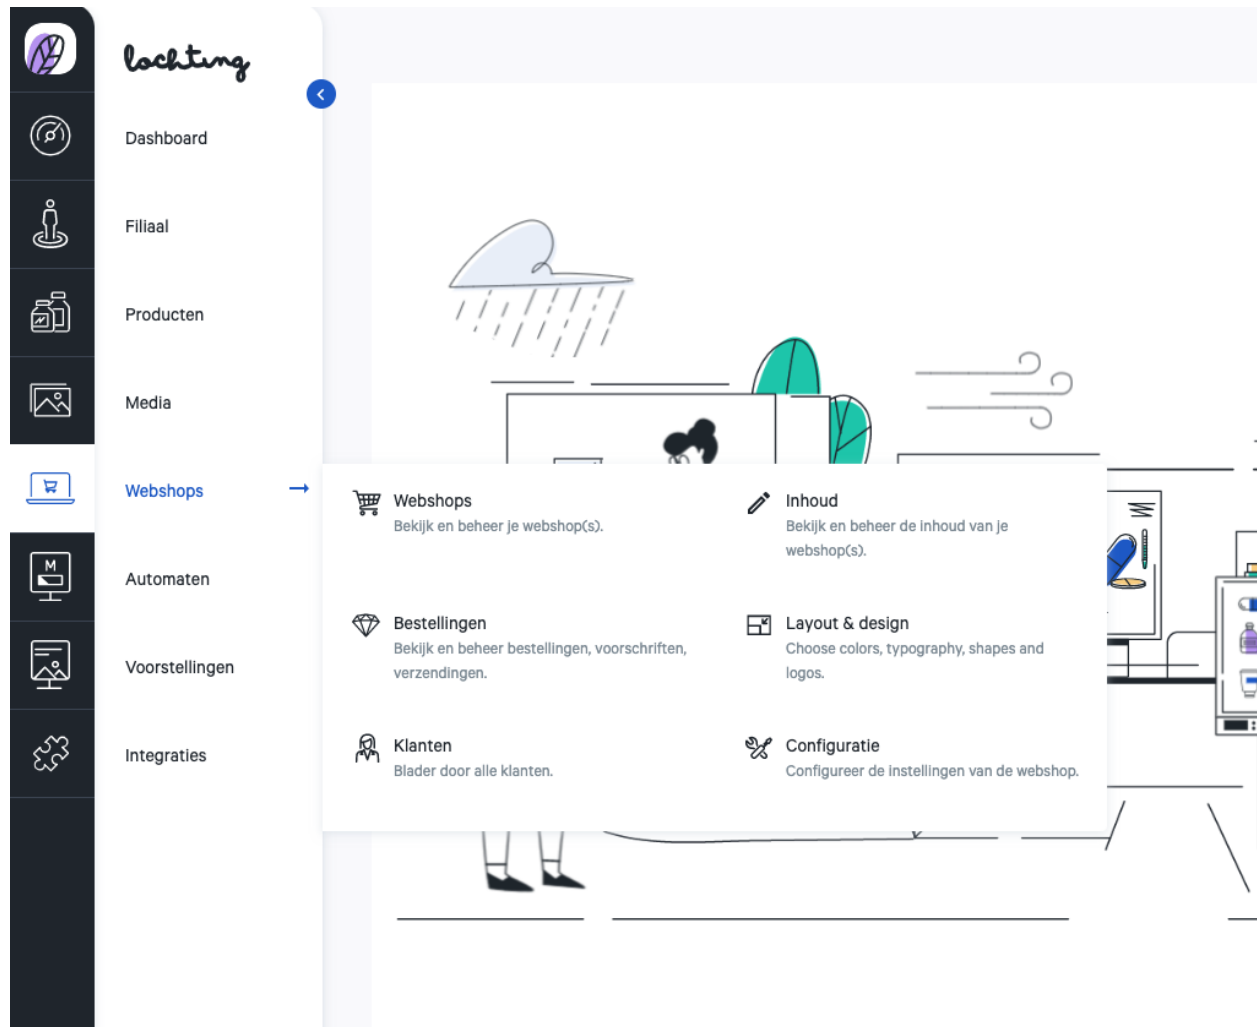 lochting
Dashboard
Filiaal
Producten
Media
Webshops
Automaten
M
Voorstellingen
Integraties
Webshops
Bekijk en beheer je webshop(s).
Inhoud
Bekijk en beheer de inhoud van je
webshop(s).
Bestellingen
Bekijk en beheer bestellingen, voorschriften,
verzendingen.
Layout & design
Choose colors, typography, shapes and
logos.
Klanten
Blader door alle klanten.
Configuratie
Configureer de instellingen van de webshop.